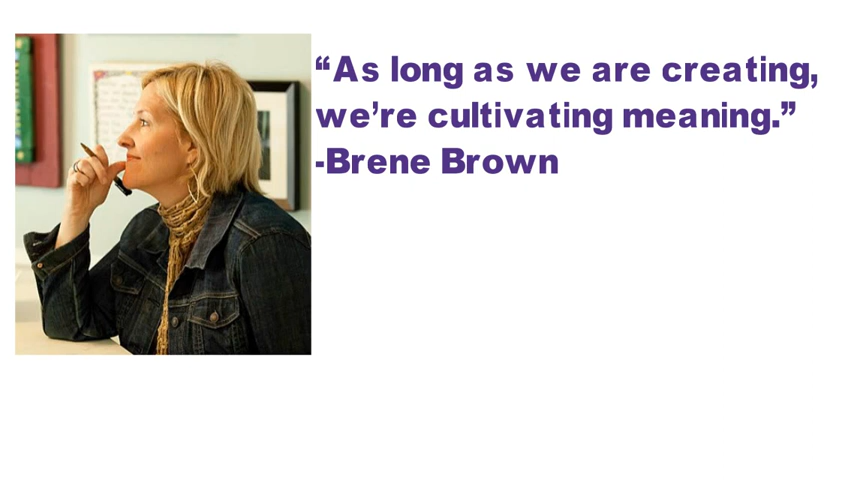 “As long as we are creating,
we’re cultivating meaning.”
-Brene Brown